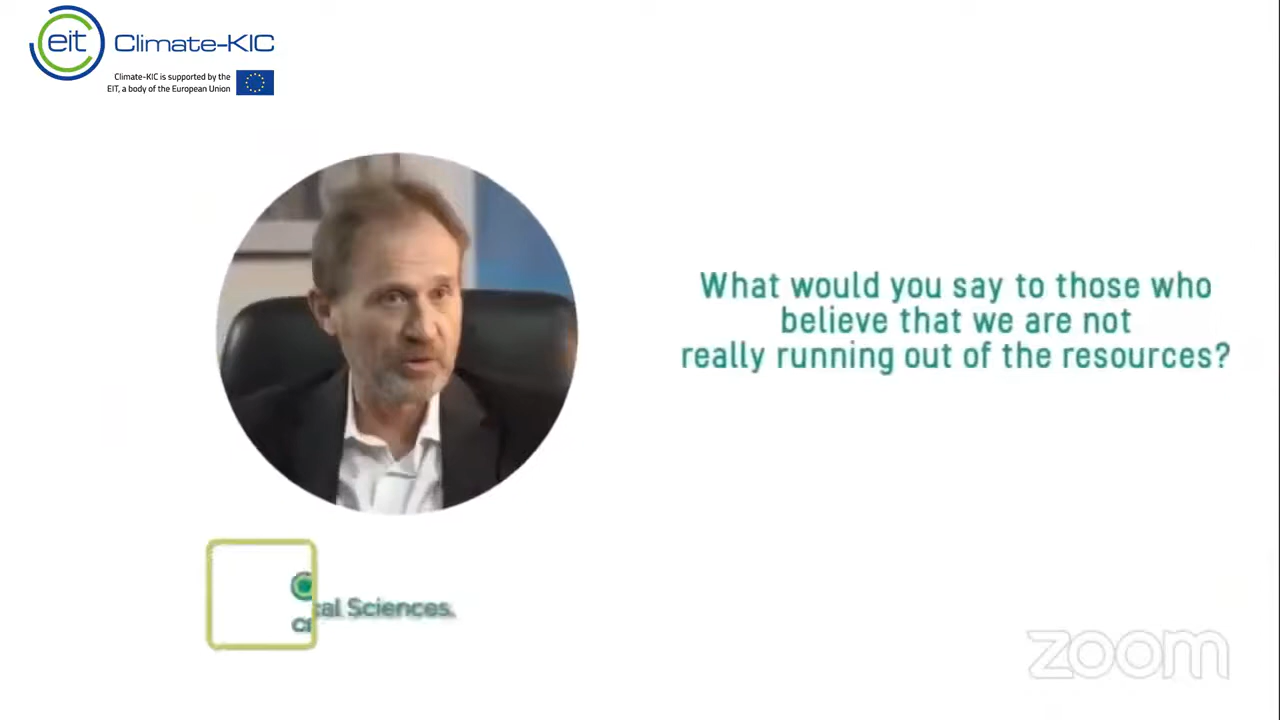 eit Climate-KIC
Climate-KIC is supported by the
EIT, a body of the European Union
What would you say to those who
believe that we are not
really running out of the resources?
Sciences.
zoom